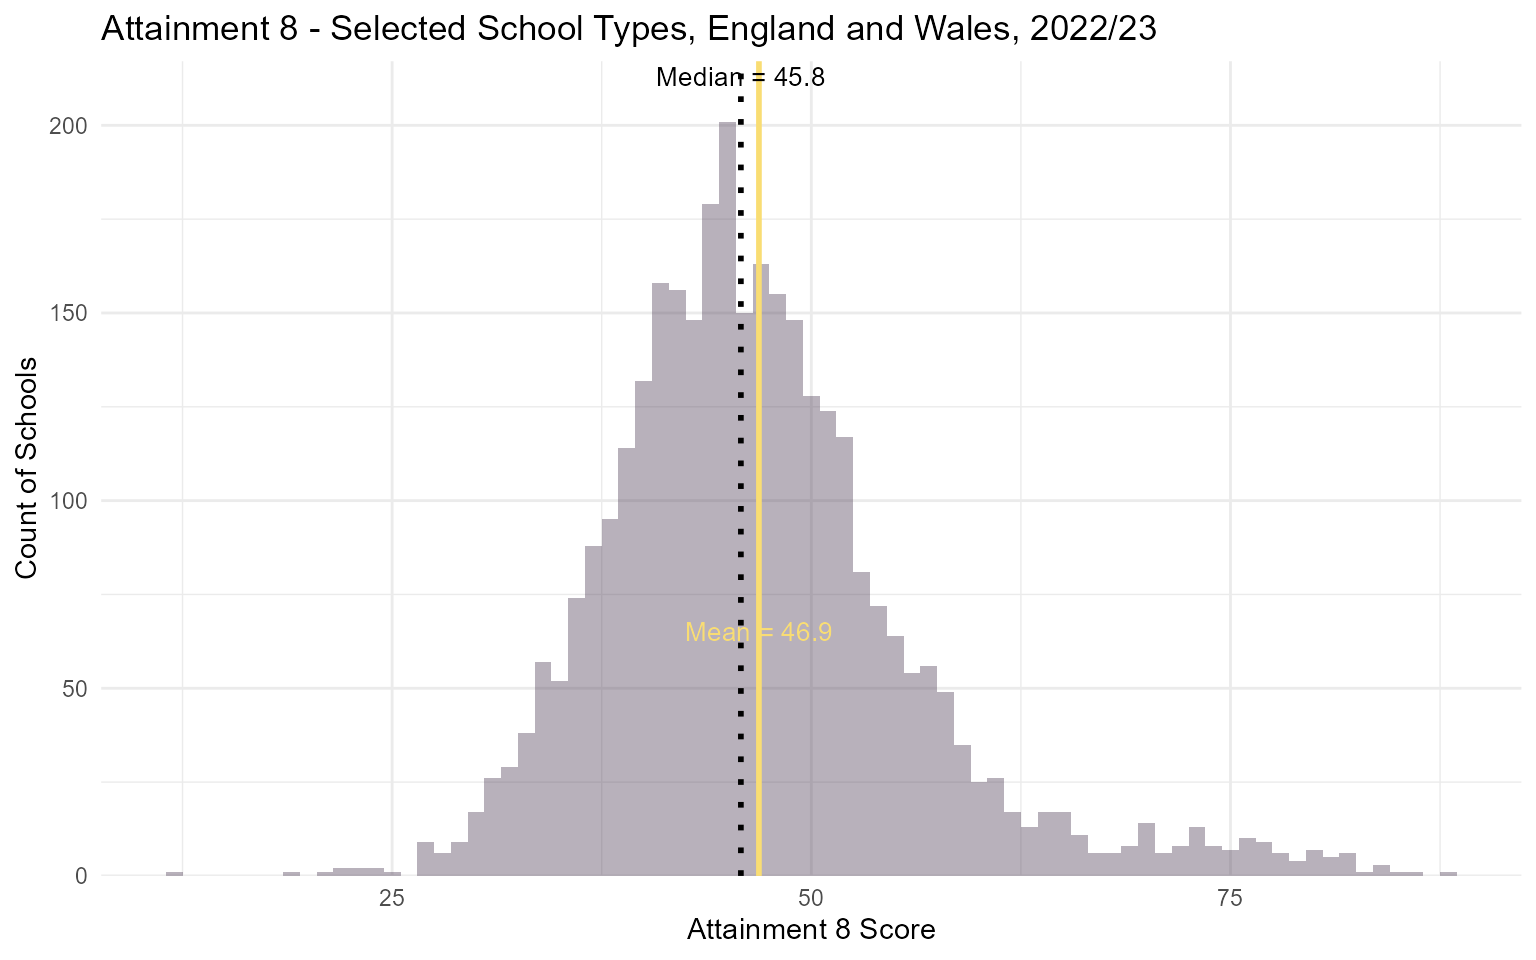 Attainment 8 - Selected School Types, England and Wales, 2022/23
Median = 45.8
200
150
Count of Schools
100
Mean = 46.9
50
0
25 50 75
Attainment 8 Score